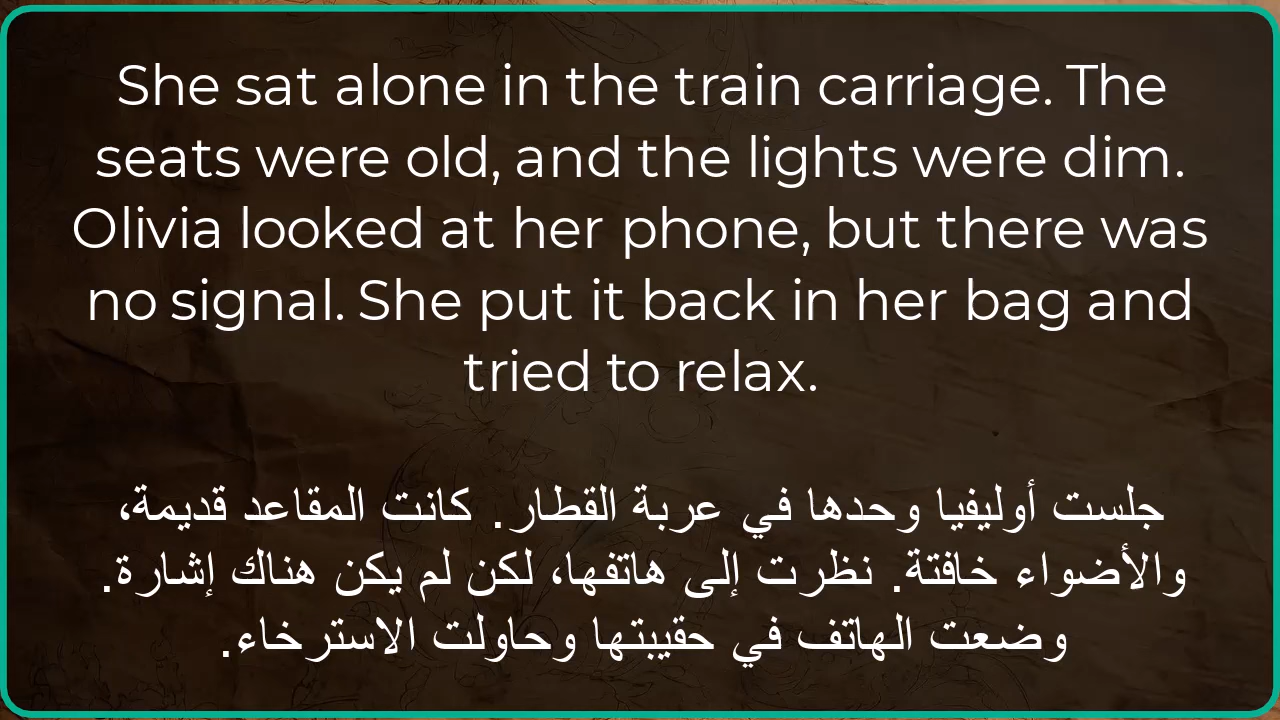 She sat alone in the train carriage. The
seats were old, and the lights were dim.
Olivia looked at her phone, but there was
no signal. She put it back in her bag and
tried to relax.
جلست أوليفيا وحدها في عربة القطار. كانت المقاعد قديمة،
والأضواء خافتة. نظرت إلى هاتفها، لكن لم يكن هناك إشارة.
وضعت الهاتف في حقيبتها وحاولت الاسترخاء.